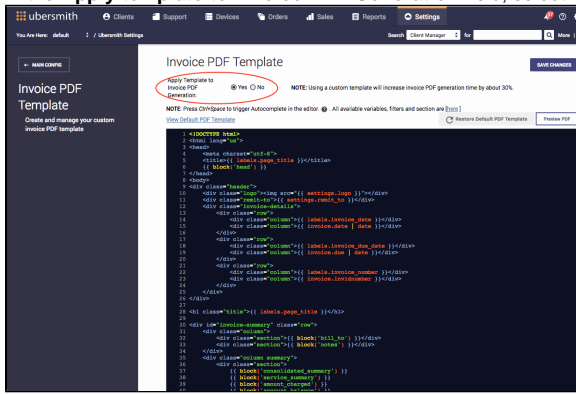 ubersmith Clients Support Devices Orders Sales Reports Settings
You Are Here: default / Ubersmith Settings Search Client Manager for More
← MAIN CONFIG
Invoice PDF
Template
Create and manage your custom
invoice PDF template
Invoice PDF Template
SAVE CHANGES
Apply Template to
Invoice PDF
Generation:
Yes No
NOTE: Using a custom template will increase invoice PDF generation time by about 30%.
NOTE: Press Ctrl+Space to trigger Autocomplete in the editor. . All available variables, filters and section are [here]
View Default PDF Template Restore Default PDF Template Preview PDF
1 <!DOCTYPE html>
2 <html lang="us">
3 <head>
4 <meta charset="utf-8">
5 <title>{{ labels.page_title }}</title>
6 {{ block('head') }}
7 </head>
8 <body>
9 <div class="header">
10 <div class="logo"><img src="{{ settings.logo }}"></div>
11 <div class="remit-to">{{ settings.remit_to }}</div>
12 <div class="invoice-details">
13 <div class="row">
14 <div class="column">{{ labels.invoice_date }}</div>
15 <div class="column">{{ invoice.date | date }}</div>
16 </div>
17 <div class="row">
18 <div class="column">{{ labels.invoice_due_date }}</div>
19 <div class="column">{{ invoice.due | date }}</div>
20 </div>
21 <div class="row">
22 <div class="column">{{ labels.invoice_number }}</div>
23 <div class="column">{{ invoice.invidnumber }}</div>
24 </div>
25 </div>
26 </div>
27
28 <h1 class="title">{{ labels.page_title }}</h1>
29
30 <div id="invoice-summary" class="row">
31 <div class="column">
32 <div class="section">{{ block('bill_to') }}</div>
33 <div class="section">{{ block('notes') }}</div>
34 </div>
35 <div class="column summary">
36 <div class="section">
37 {{ block('consolidated_summary') }}
38 {{ block('service_summary') }}
39 {{ block('amount_charged') }}